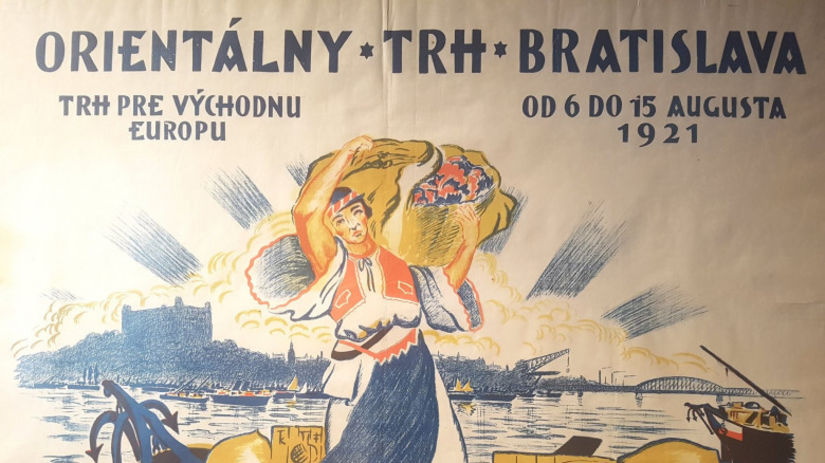 ORIENTÁLNY * TRH * BRATISLAVA
TRH PRE VÝCHODNU
EUROPU
OD 6 DO 15 AUGUSTA
1921